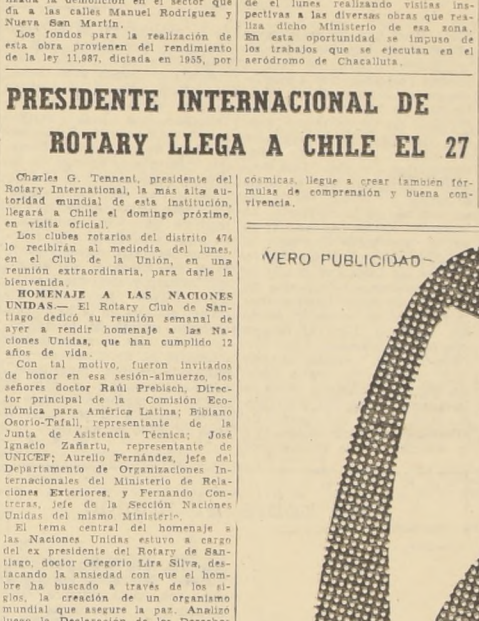 da a las calles Manuel Rodríguez y
Nueva San Martín.
Los fondos para la realización de
esta obra provienen del rendimiento
de la ley 11,987, dictada en 1955, por
de el lunes realizando visitas ins-
pectivas a las diversas obras que rea-
liza dicho Ministerio de esa zona.
En esta oportunidad se impuso de
los trabajos que se ejecutan en el
aeródromo de Chacalluta.
PRESIDENTE INTERNACIONAL DE
ROTARY LLEGA A CHILE EL 27
Charles G. Tennent, presidente del
Rotary International, la más alta au-
toridad mundial de esta institución,
llegará a Chile el domingo próximo,
en visita oficial.
Los clubes rotarios del distrito 474
lo recibirán al mediodía del lunes,
en el Club de la Unión, en una
reunión extraordinaria, para darle la
bienvenida.
HOMENAJE A LAS NACIONES
UNIDAS.— El Rotary Club de San-
tiago dedicó su reunión semanal de
ayer a rendir homenaje a las Na-
ciones Unidas, que han cumplido 12
años de vida.
Con tal motivo, fueron invitados
de honor en esa sesión-almuerzo, los
señores doctor Raúl Prebisch, Direc-
tor principal de la Comisión Eco-
nómica para América Latina; Bibiano
Osorio-Tafall, representante de la
Junta de Asistencia Técnica; José
Ignacio Zañartu, representante de
UNICEF; Aurelio Fernández, jefe del
Departamento de Organizaciones In-
ternacionales del Ministerio de Rela-
ciones Exteriores, y Fernando Con-
treras, jefe de la Sección Naciones
Unidas del mismo Ministerio.
El tema central del homenaje a
las Naciones Unidas estuvo a cargo
del ex presidente del Rotary de San-
tiago, doctor Gregorio Lira Silva, des-
tacando la ansiedad con que el hom-
bre ha buscado a través de los si-
glos, la creación de un organismo
mundial que asegure la paz. Analizó
cósmicas, llegue a crear también fór-
mulas de comprensión y buena con-
vivencia.
VERO PUBLICIDAD